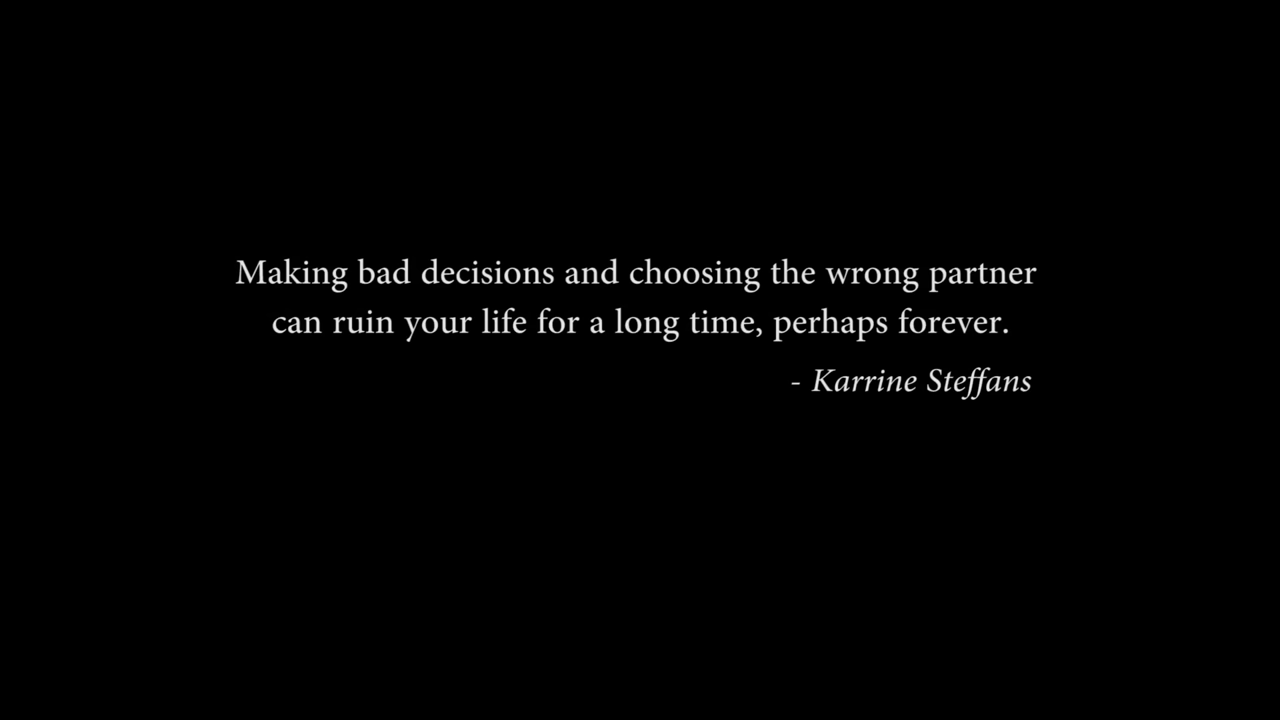 Making bad decisions and choosing the wrong partner
can ruin your life for a long time, perhaps forever.
- Karrine Steffans